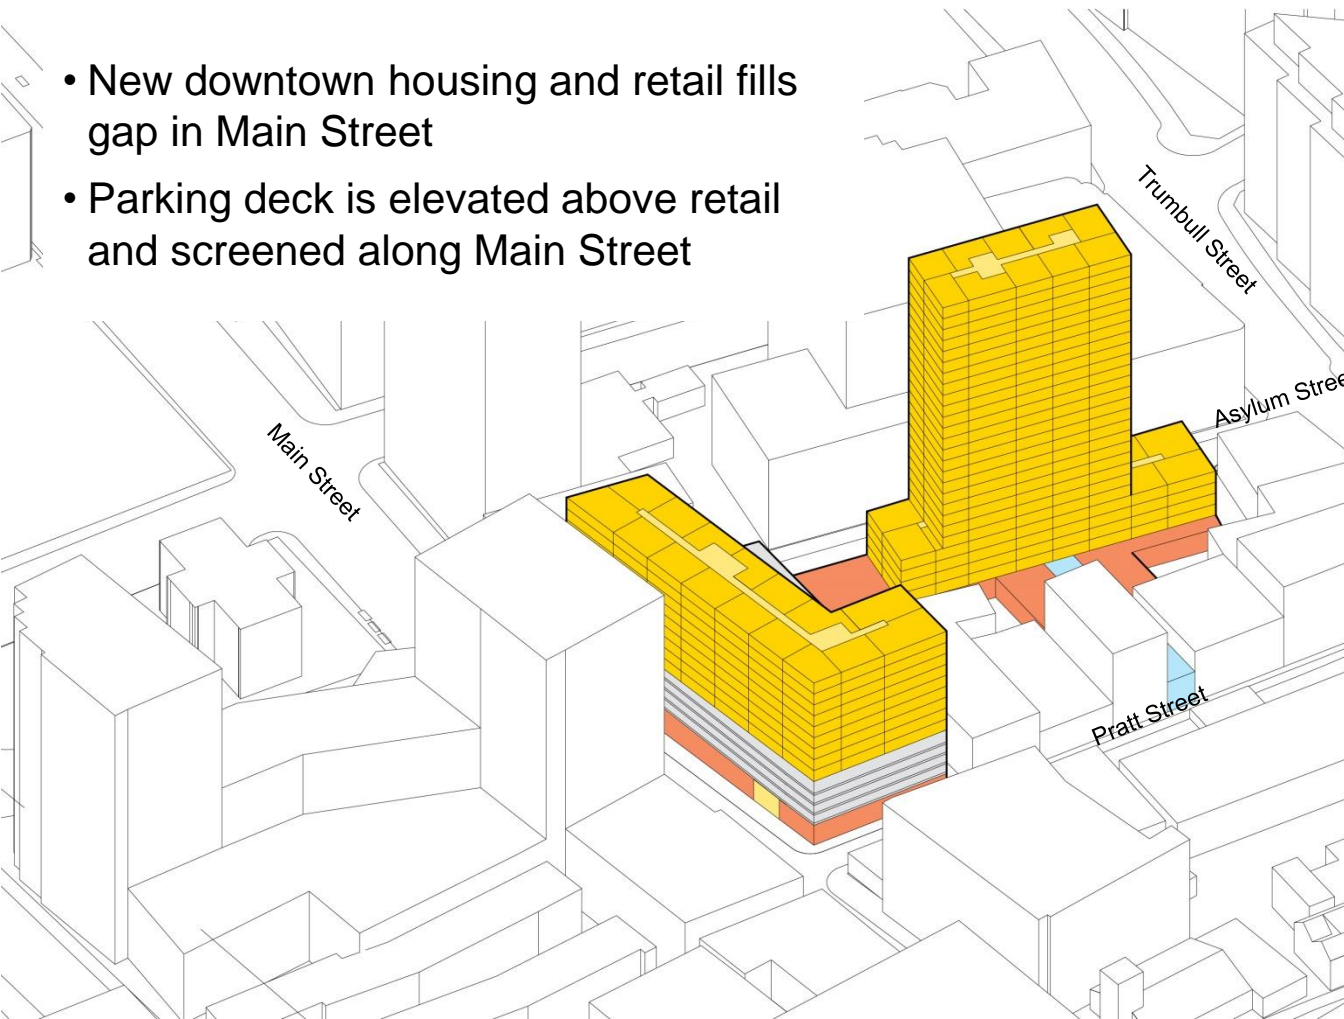 • New downtown housing and retail fills
gap in Main Street
• Parking deck is elevated above retail
and screened along Main Street
Trumbull Street
Asylum Stree
Main Street
Pratt Street